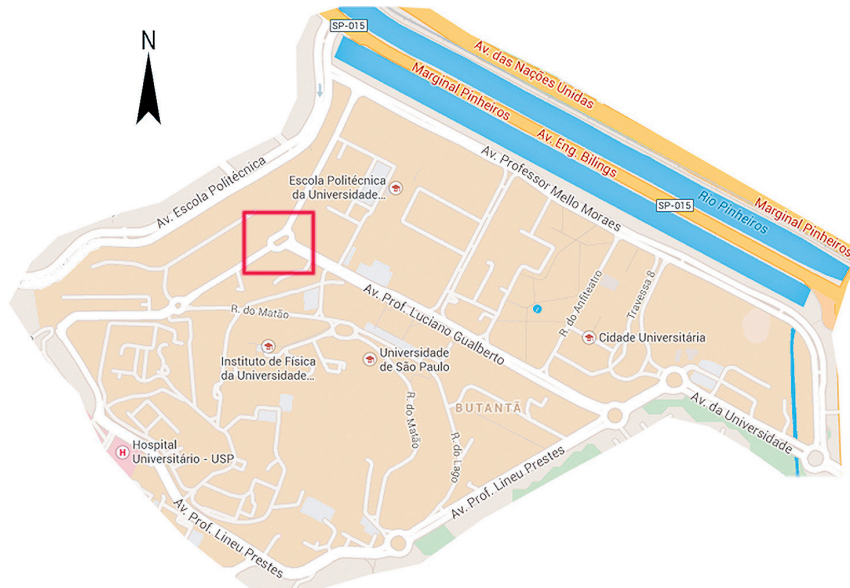 SP-015
N
Av. das Nações Unidas
Marginal Pinheiros
Av. Eng. Bilings
Av. Professor Mello Moraes
Av. Escola Politécnica
Escola Politécnica
da Universidade...
Rio Pinheiros
SP-015
Marginal Pinheiros
Av. Prof. Luciano Gualberto
R. do Anfiteatro
Travessa 8
R. do Matão
Cidade Universitária
Instituto de Física
da Universidade...
Universidade
de São Paulo
R. do Matão
BUTANTÃ
Av. da Universidade
R. do Lago
H
Hospital
Universitário - USP
Av. Prof. Lineu Prestes
Av. Prof. Lineu Prestes